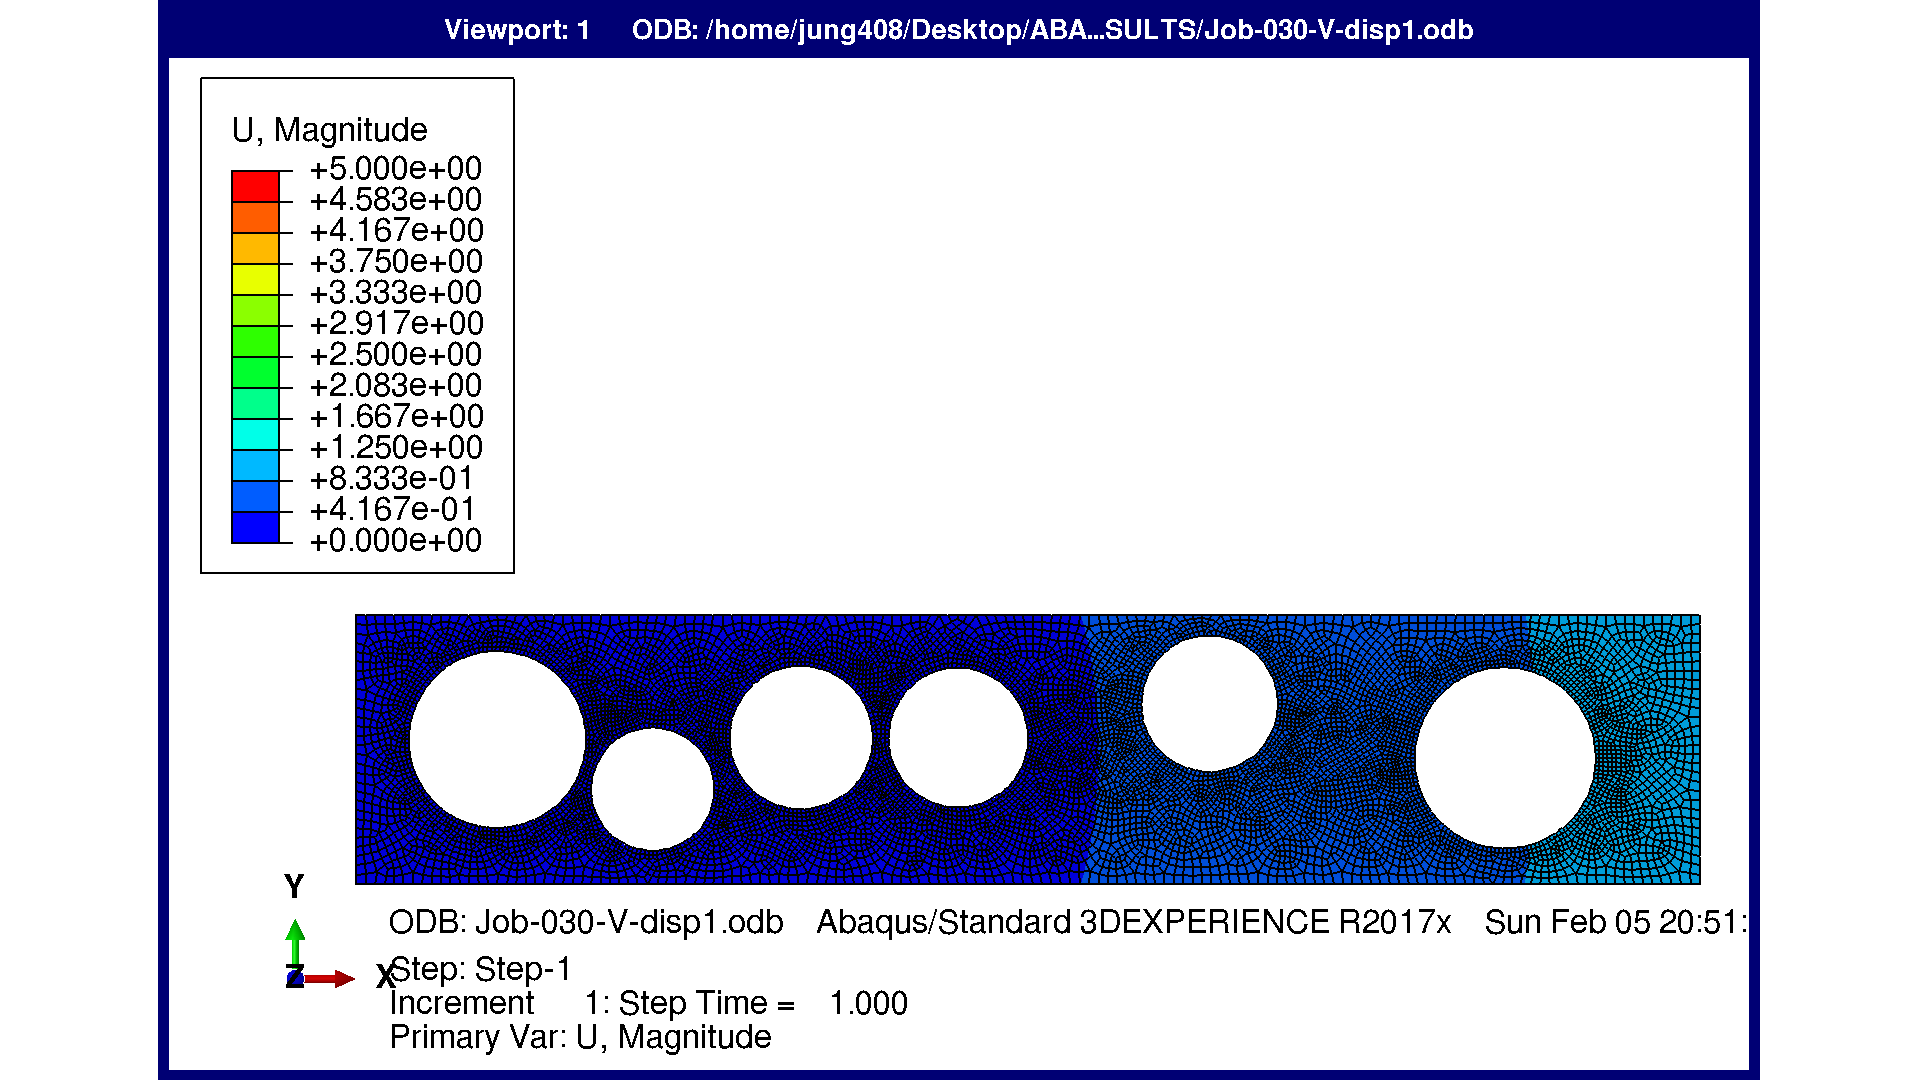 Viewport: 1 ODB: /home/jung408/Desktop/ABA...SULTS/Job-030-V-disp1.odb
U, Magnitude
+5.000e+00
+4.583e+00
+4.167e+00
+3.750e+00
+3.333e+00
+2.917e+00
+2.500e+00
+2.083e+00
+1.667e+00
+1.250e+00
+8.333e-01
+4.167e-01
+0.000e+00
Y
Z
X
ODB: Job-030-V-disp1.odb Abaqus/Standard 3DEXPERIENCE R2017x Sun Feb 05 20:51:
Step: Step-1
Increment 1: Step Time = 1.000
Primary Var: U, Magnitude